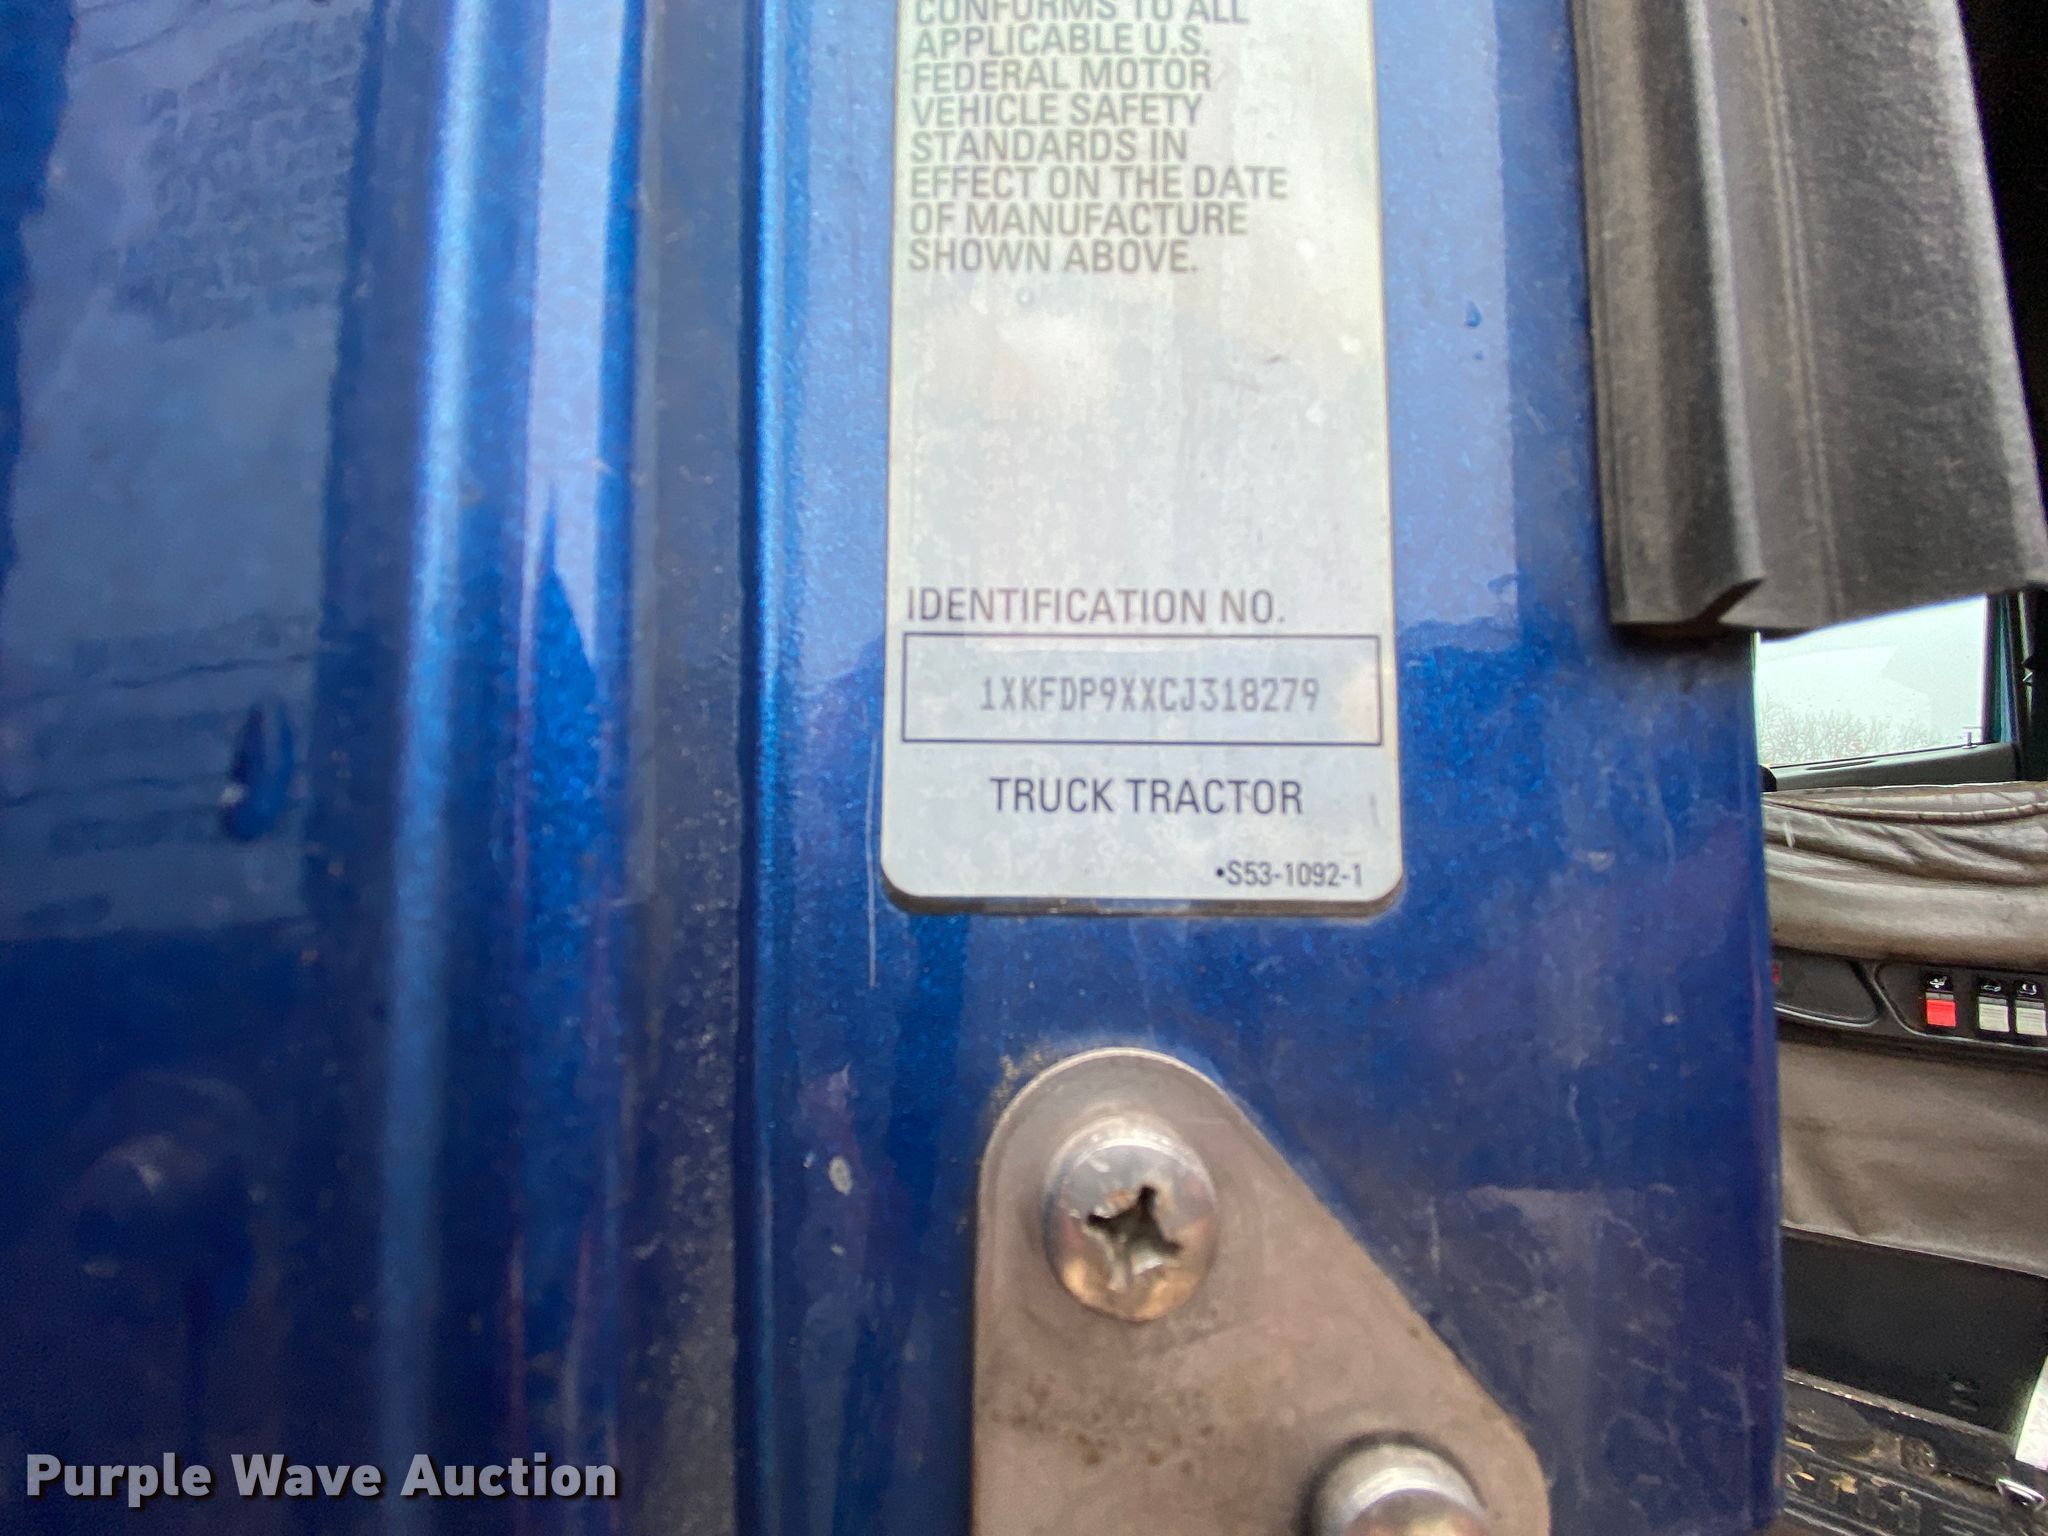 CONFORMS TO ALL
APPLICABLE U.S.
FEDERAL MOTOR
VEHICLE SAFETY
STANDARDS IN
EFFECT ON THE DATE
OF MANUFACTURE
SHOWN ABOVE.
IDENTIFICATION NO.
1XKFDP9XXCJ318279
TRUCK TRACTOR
•S53-1092-1
Purple Wave Auction